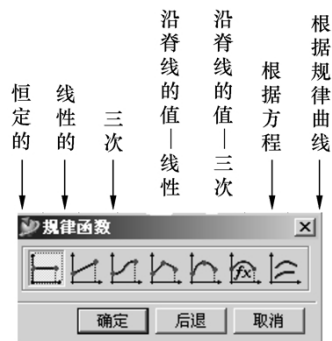 恒定的
线性的
三次
沿脊线的值—线性
沿脊线的值—三次
根据方程
根据规律曲线
规律函数
fx
确定
后退
取消